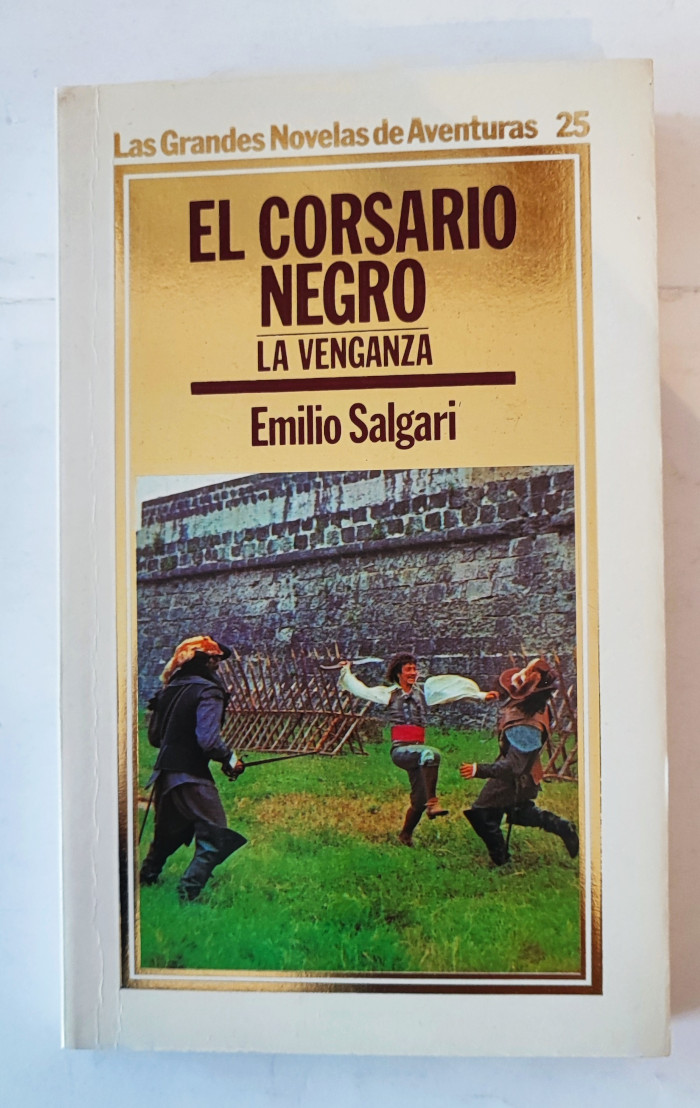 Las Grandes Novelas de Aventuras 25
EL CORSARIO
NEGRO
LA VENGANZA
Emilio Salgari